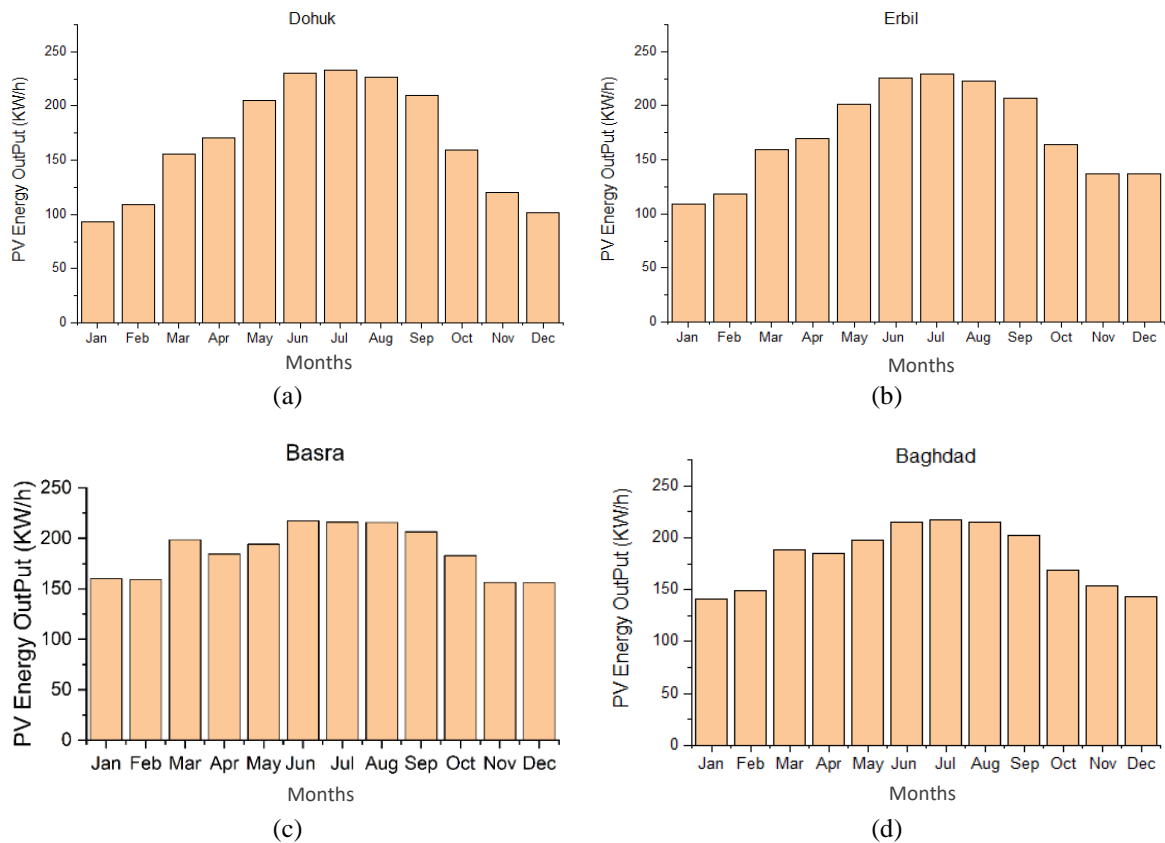 Dohuk
PV Energy OutPut (KW/h)
250
200
150
100
50
0
Jan Feb Mar Apr May Jun Jul Aug Sep Oct Nov Dec
Months
(a)
Erbil
PV Energy OutPut (KW/h)
250
200
150
100
50
0
Jan Feb Mar Apr May Jun Jul Aug Sep Oct Nov Dec
Months
(b)
Basra
PV Energy OutPut (KW/h)
250
200
150
100
50
0
Jan Feb Mar Apr May Jun Jul Aug Sep Oct Nov Dec
Months
(c)
Baghdad
PV Energy OutPut (KW/h)
250
200
150
100
50
0
Jan Feb Mar Apr May Jun Jul Aug Sep Oct Nov Dec
Months
(d)